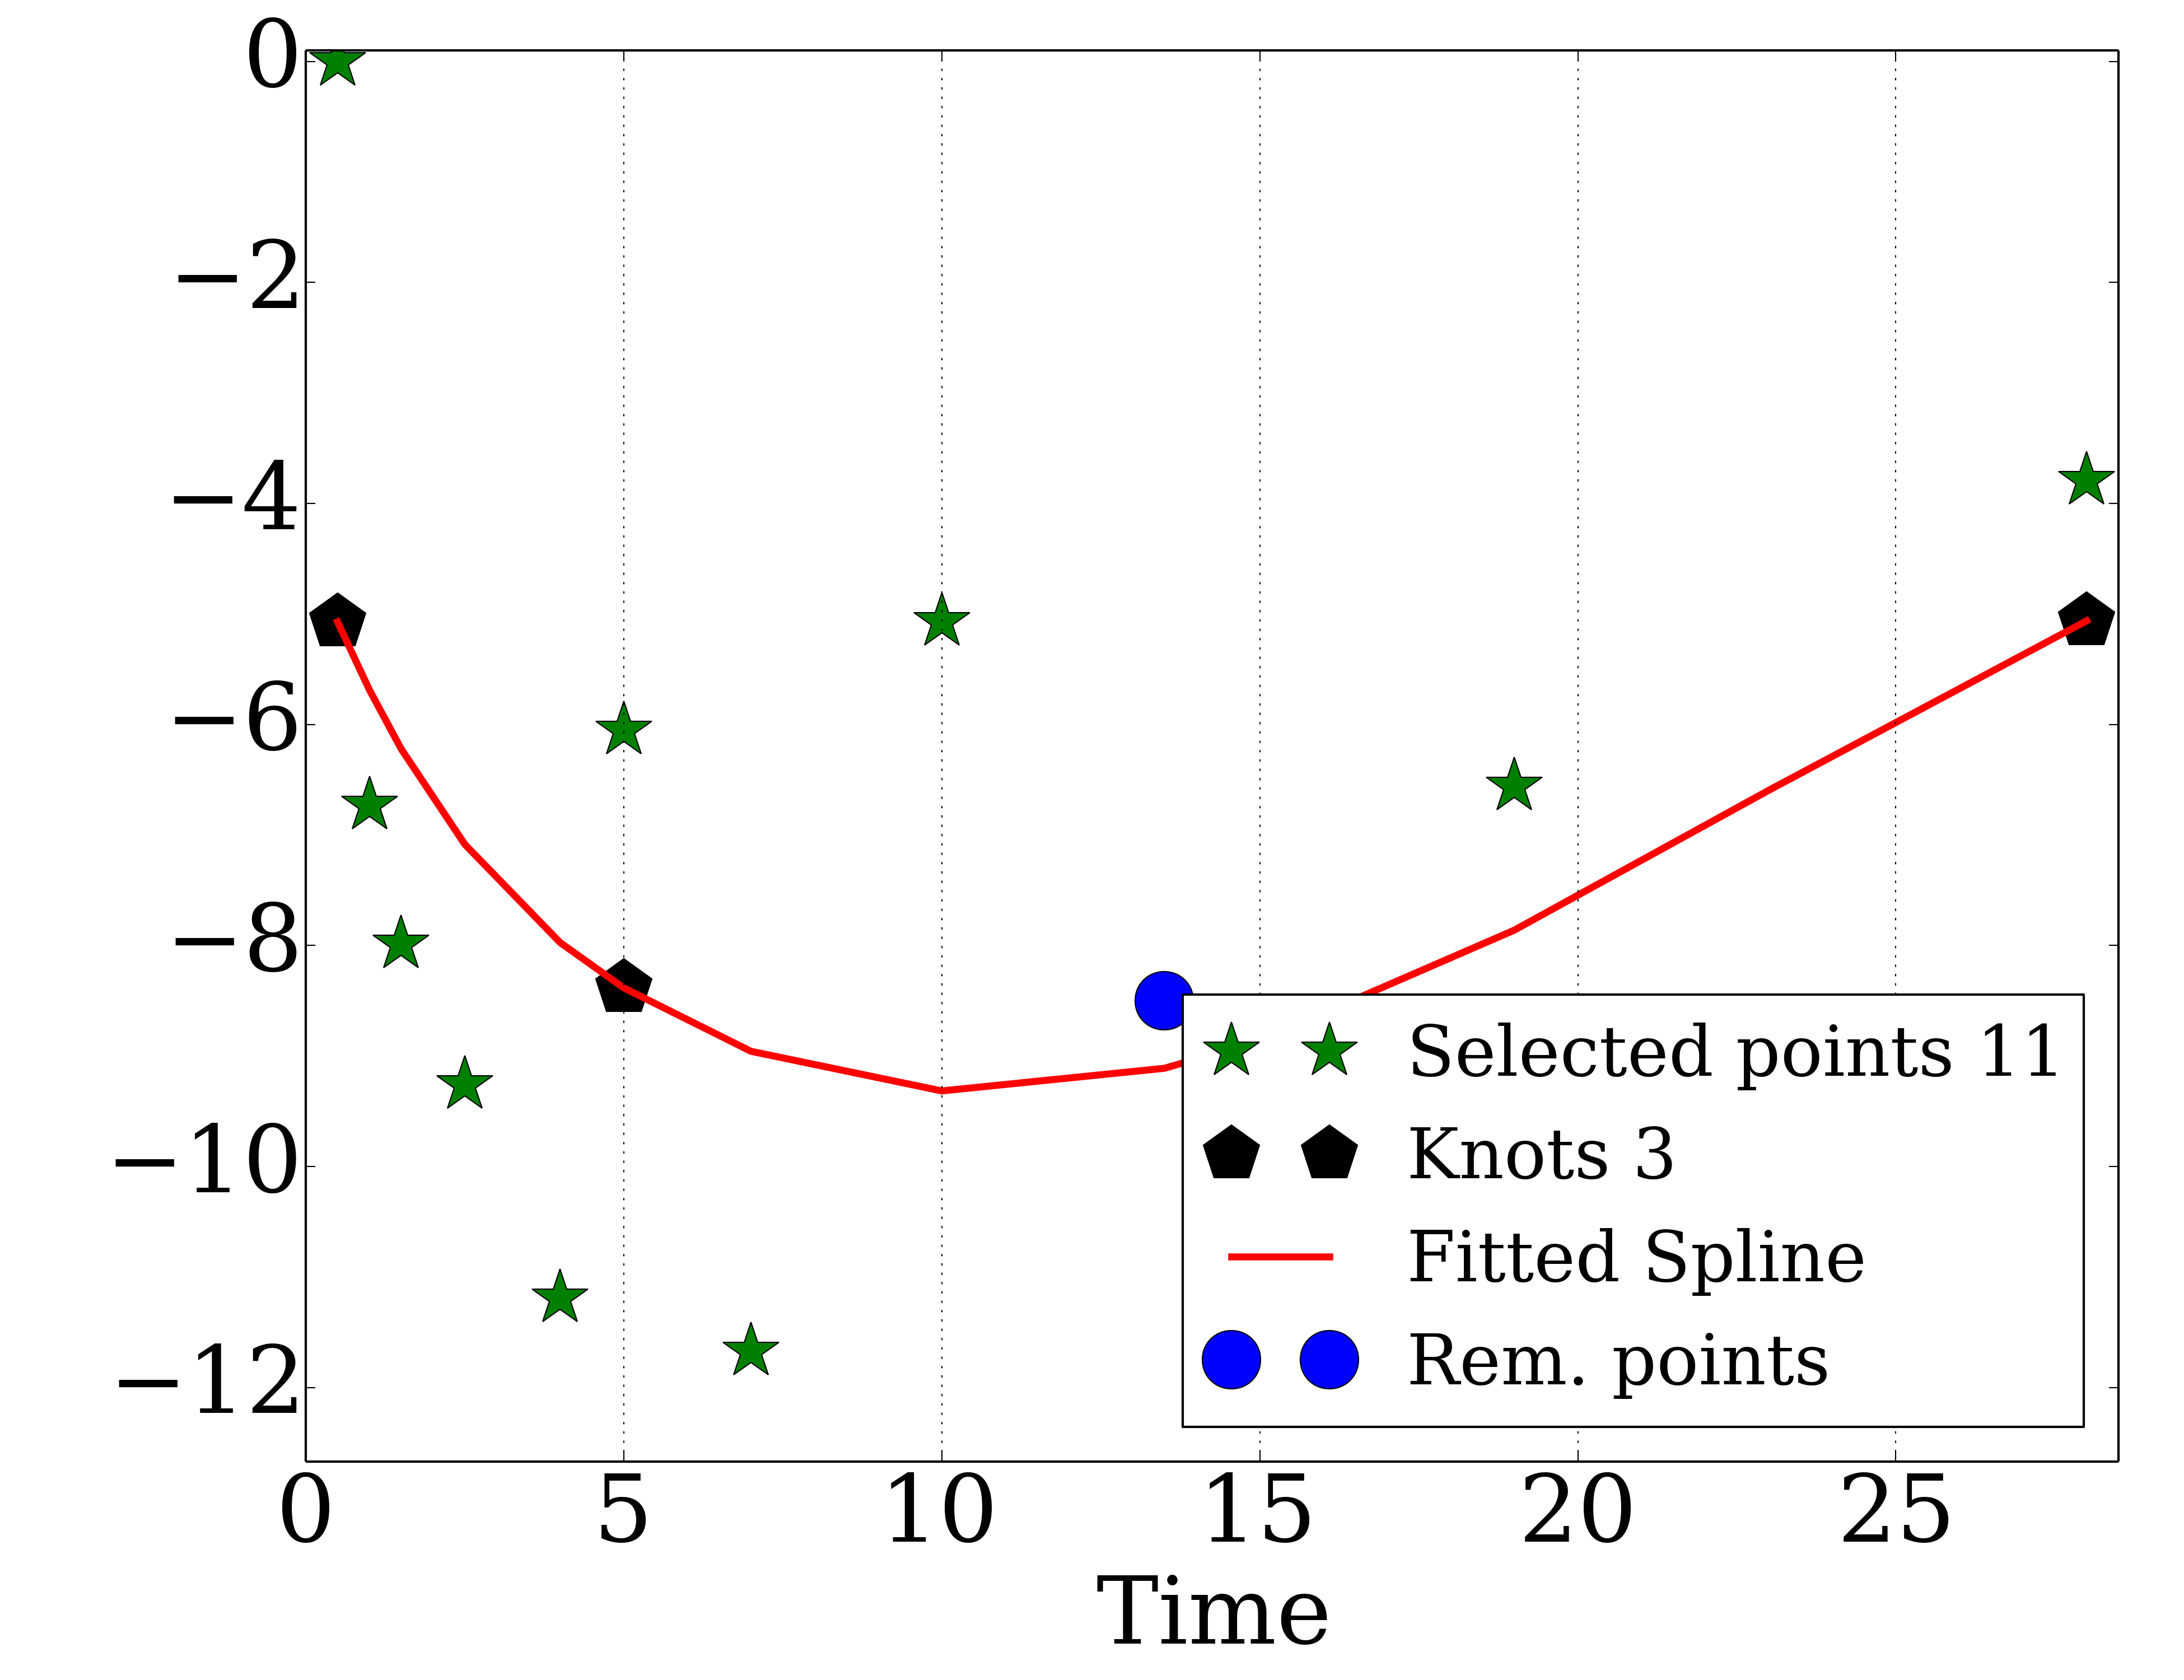 0
−2
−4
−6
−8
−10
−12
Selected points 11
Knots 3
Fitted Spline
Rem. points
0 5 10 15 20 25
Time